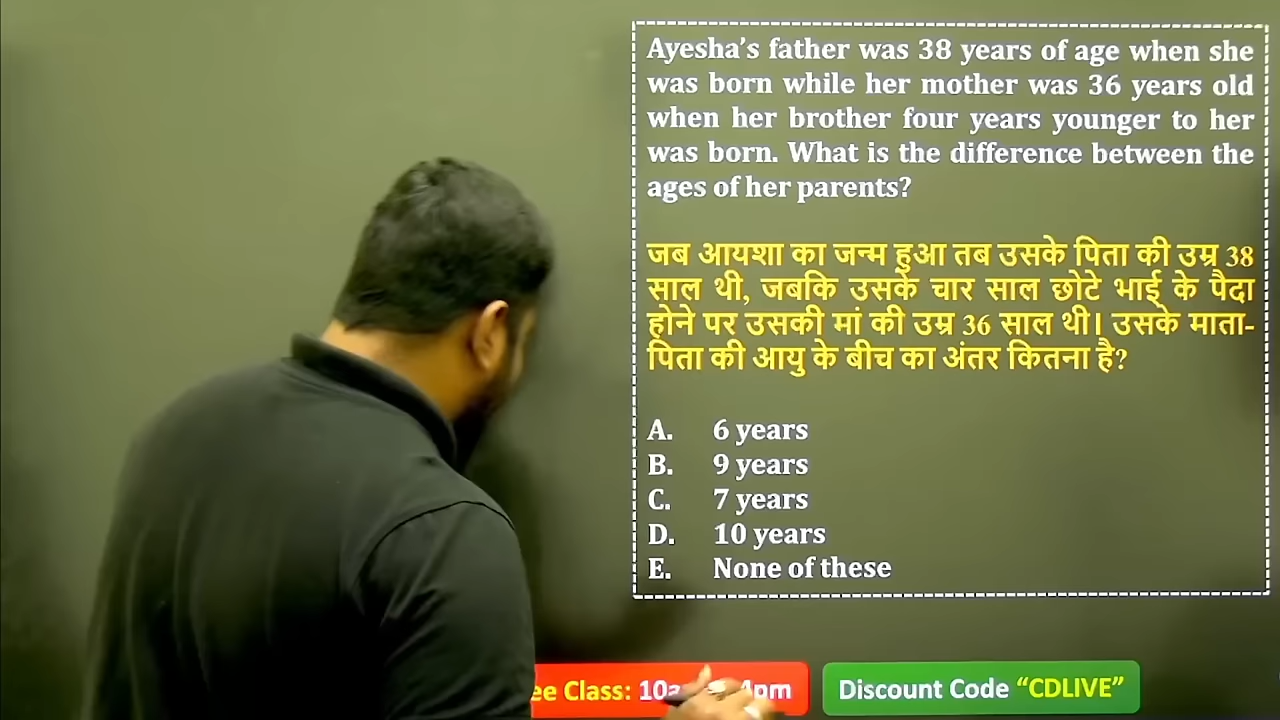 Ayesha’s father was 38 years of age when she
was born while her mother was 36 years old
when her brother four years younger to her
was born. What is the difference between the
ages of her parents?
जब आयशा का जन्म हुआ तब उसके पिता की उम्र 38
साल थी, जबकि उसके चार साल छोटे भाई के पैदा
होने पर उसकी मां की उम्र 36 साल थी। उसके माता-
पिता की आयु के बीच का अंतर कितना है?
A. 6 years
B. 9 years
C. 7 years
D. 10 years
E. None of these
Class:
Discount Code “CDLIVE”